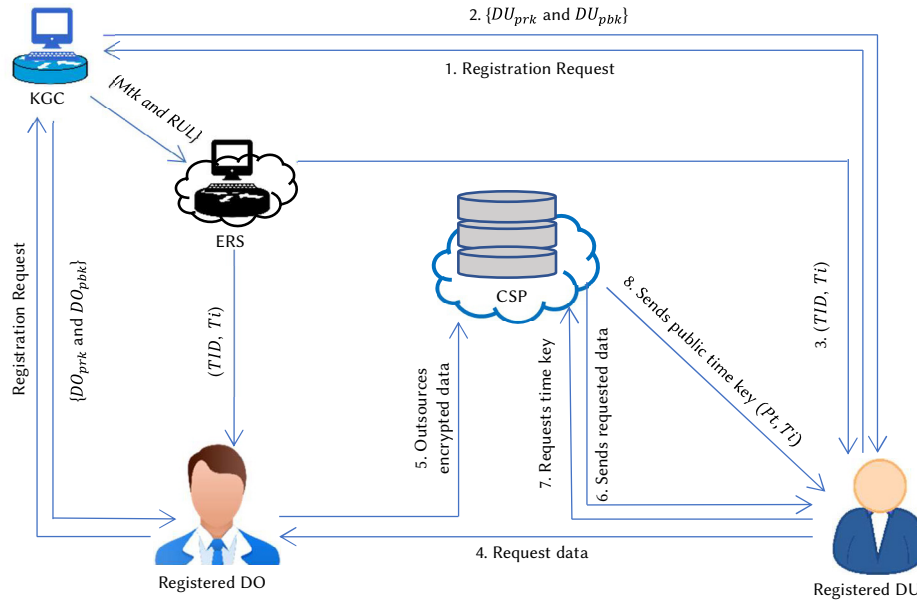 2. {DU_prk and DU_pbk}
1. Registration Request
KGC
{Mtk and RUL}
ERS
CSP
Registration Request
{DO_prk and DO_pbk}
(TID, Ti)
5. Outsources
encrypted data
7. Requests time key
6. Sends requested data
8. Sends public time key (Pt, Ti)
3. (TID, Ti)
4. Request data
Registered DO
Registered DU